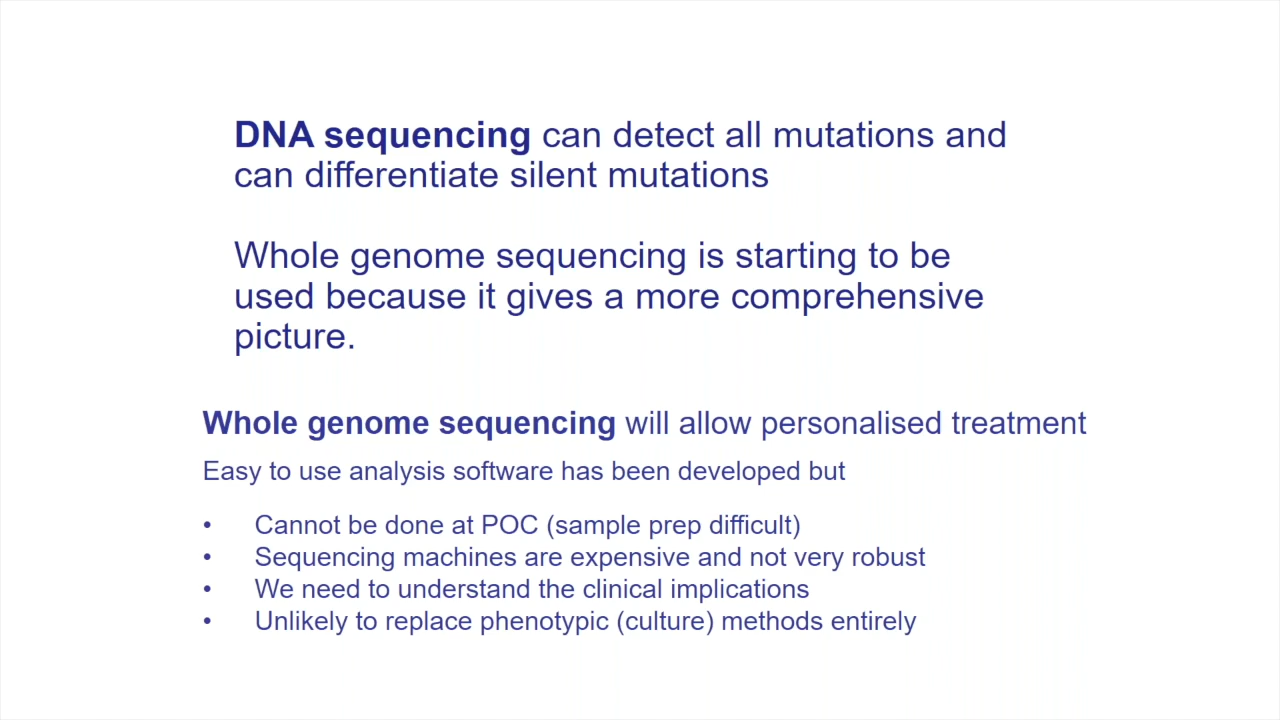 DNA sequencing can detect all mutations and
can differentiate silent mutations
Whole genome sequencing is starting to be
used because it gives a more comprehensive
picture.
Whole genome sequencing will allow personalised treatment
Easy to use analysis software has been developed but
• Cannot be done at POC (sample prep difficult)
• Sequencing machines are expensive and not very robust
• We need to understand the clinical implications
• Unlikely to replace phenotypic (culture) methods entirely